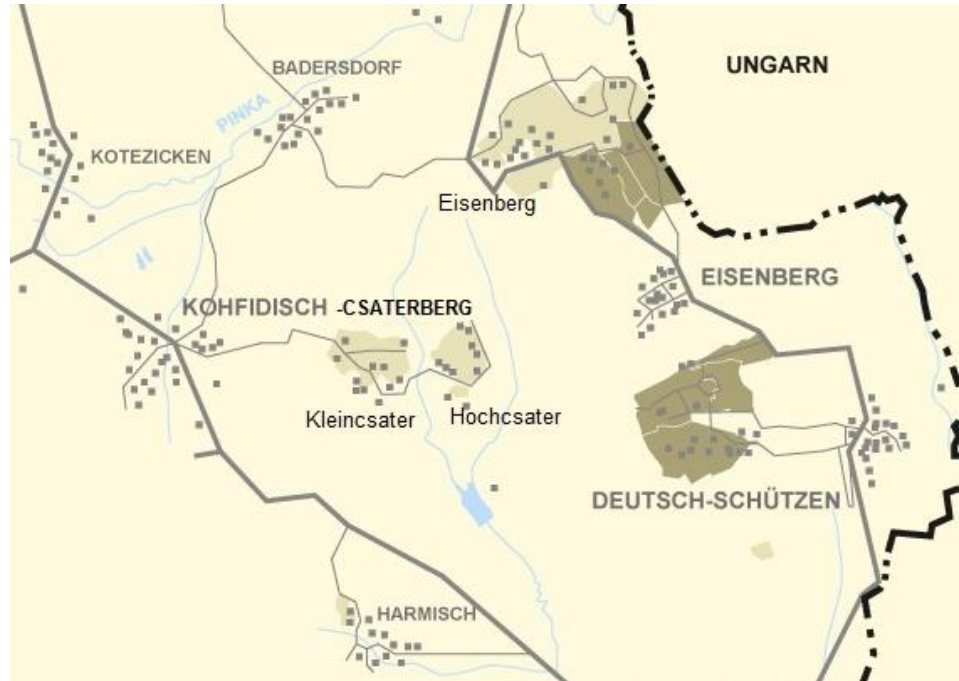 UNGARN
BADERSDORF
PINKA
KOTEZICKEN
Eisenberg
EISENBERG
KOHFIDISCH -CSATERBERG
Kleincsater
Hochcsater
DEUTSCH-SCHÜTZEN
HARMISCH